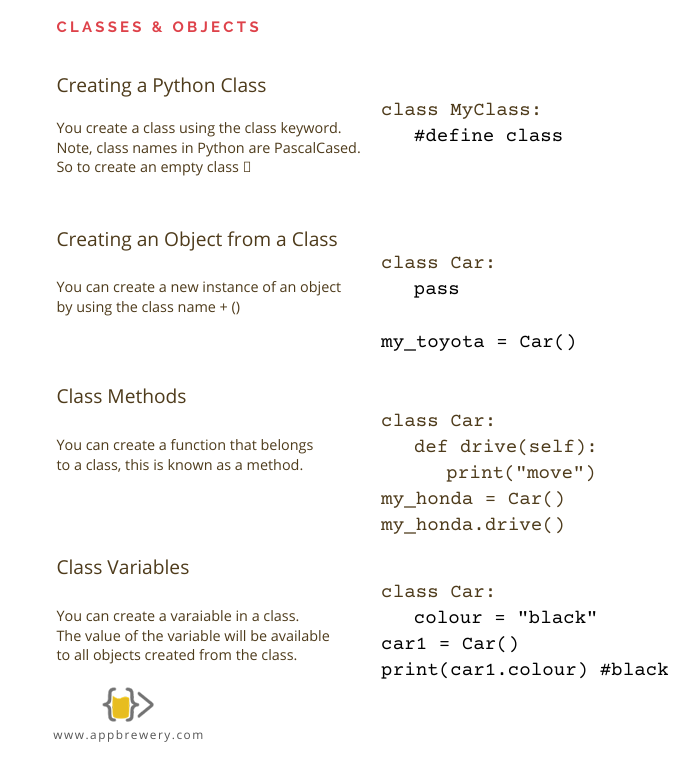 CLASSES & OBJECTS
Creating a Python Class
You create a class using the class keyword.
Note, class names in Python are PascalCased.
So to create an empty class
class MyClass:
#define class
Creating an Object from a Class
You can create a new instance of an object
by using the class name + ()
class Car:
pass
my_toyota = Car()
Class Methods
You can create a function that belongs
to a class, this is known as a method.
class Car:
def drive(self):
print("move")
my_honda = Car()
my_honda.drive()
Class Variables
You can create a varaiable in a class.
The value of the variable will be available
to all objects created from the class.
class Car:
colour = "black"
car1 = Car()
print(car1.colour) #black
www.appbrewery.com